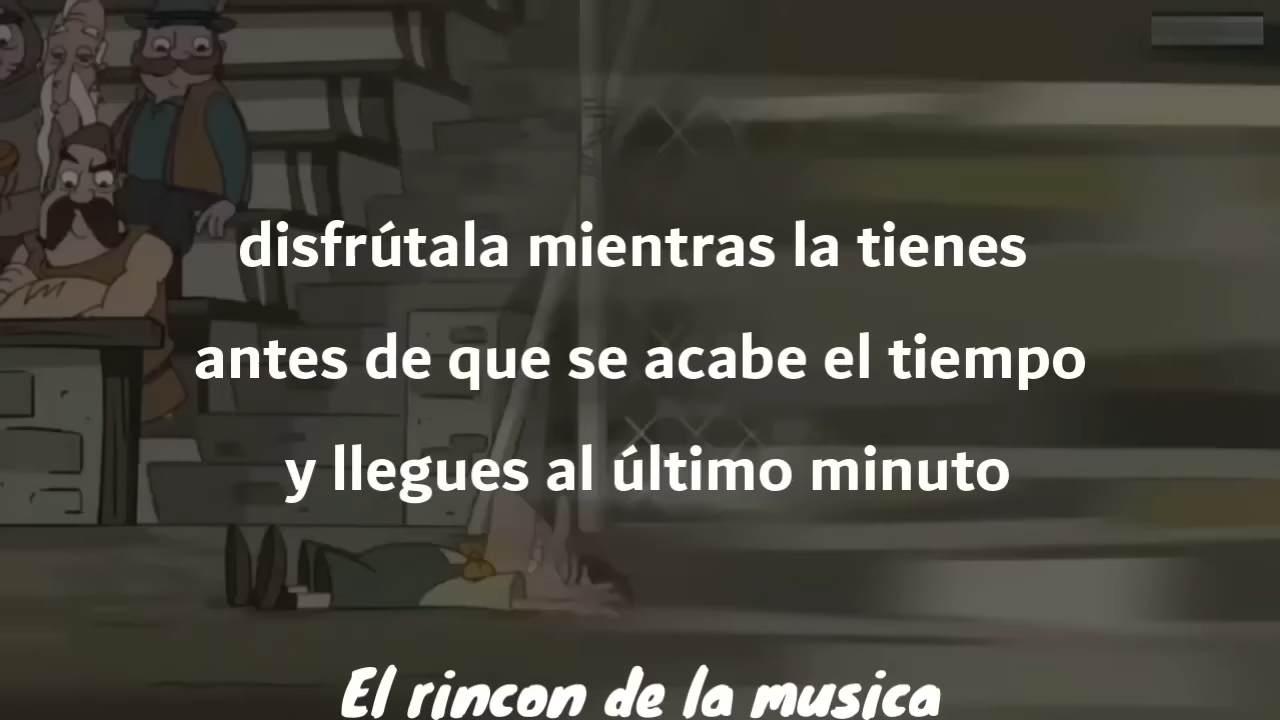 disfrútala mientras la tienes
antes de que se acabe el tiempo
y llegues al último minuto
El rincon de la musica